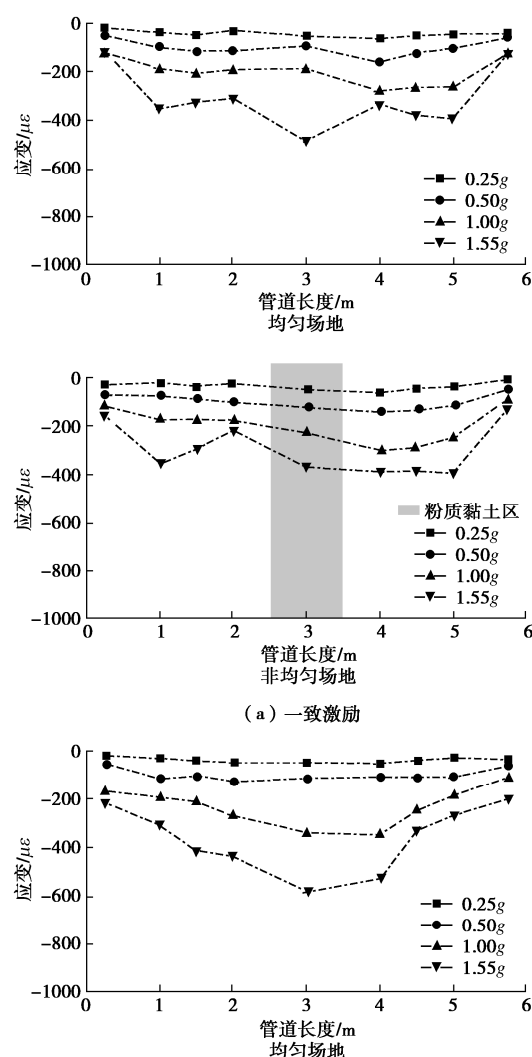 0
−200
−400
−600
−800
−1000
应变/με
0.25g
0.50g
1.00g
1.55g
0 1 2 3 4 5 6
管道长度/m
均匀场地
0
−200
−400
−600
−800
−1000
应变/με
粉质黏土区
0.25g
0.50g
1.00g
1.55g
0 1 2 3 4 5 6
管道长度/m
非均匀场地
（a）一致激励
0
−200
−400
−600
−800
−1000
应变/με
0.25g
0.50g
1.00g
1.55g
0 1 2 3 4 5 6
管道长度/m
均匀场地